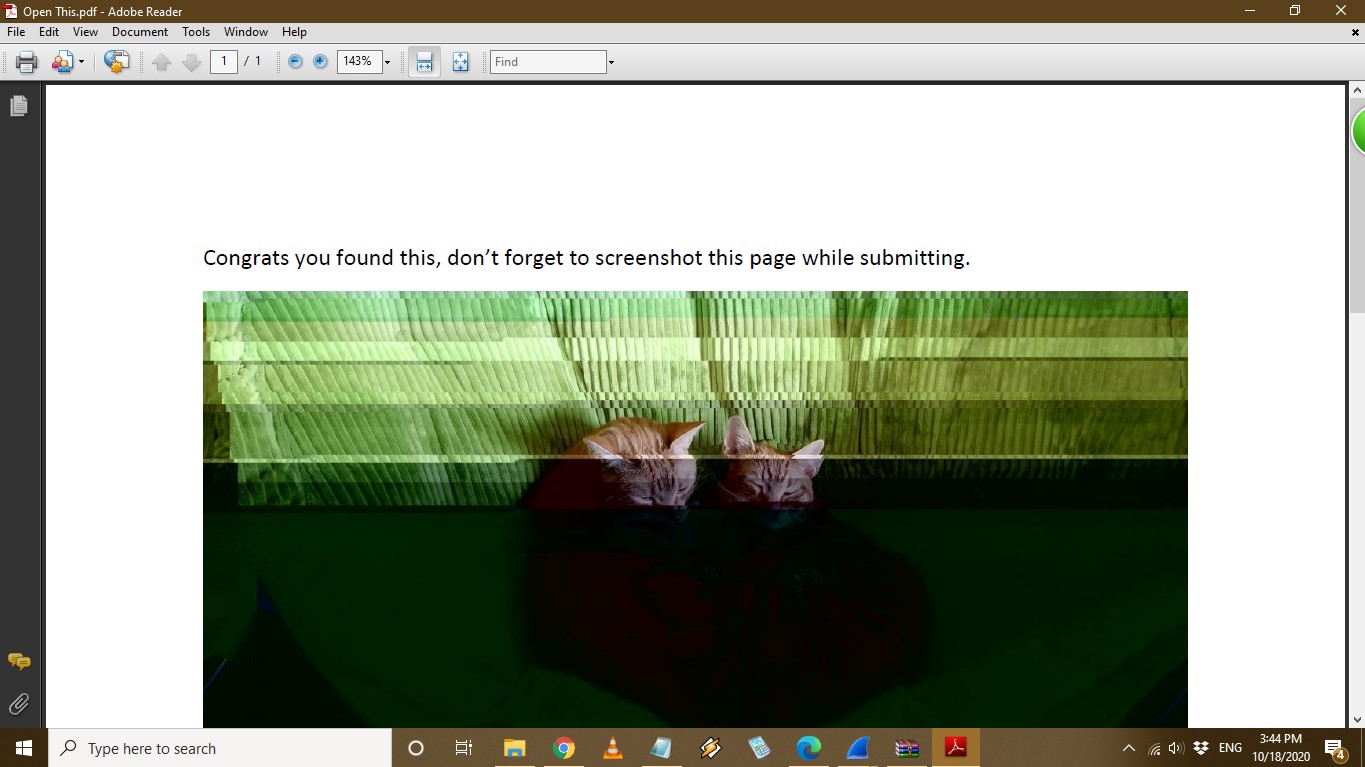 Open This.pdf - Adobe Reader
File Edit View Document Tools Window Help
1 / 1 143% Find
Congrats you found this, don’t forget to screenshot this page while submitting.
Type here to search
ENG
3:44 PM
10/18/2020
4